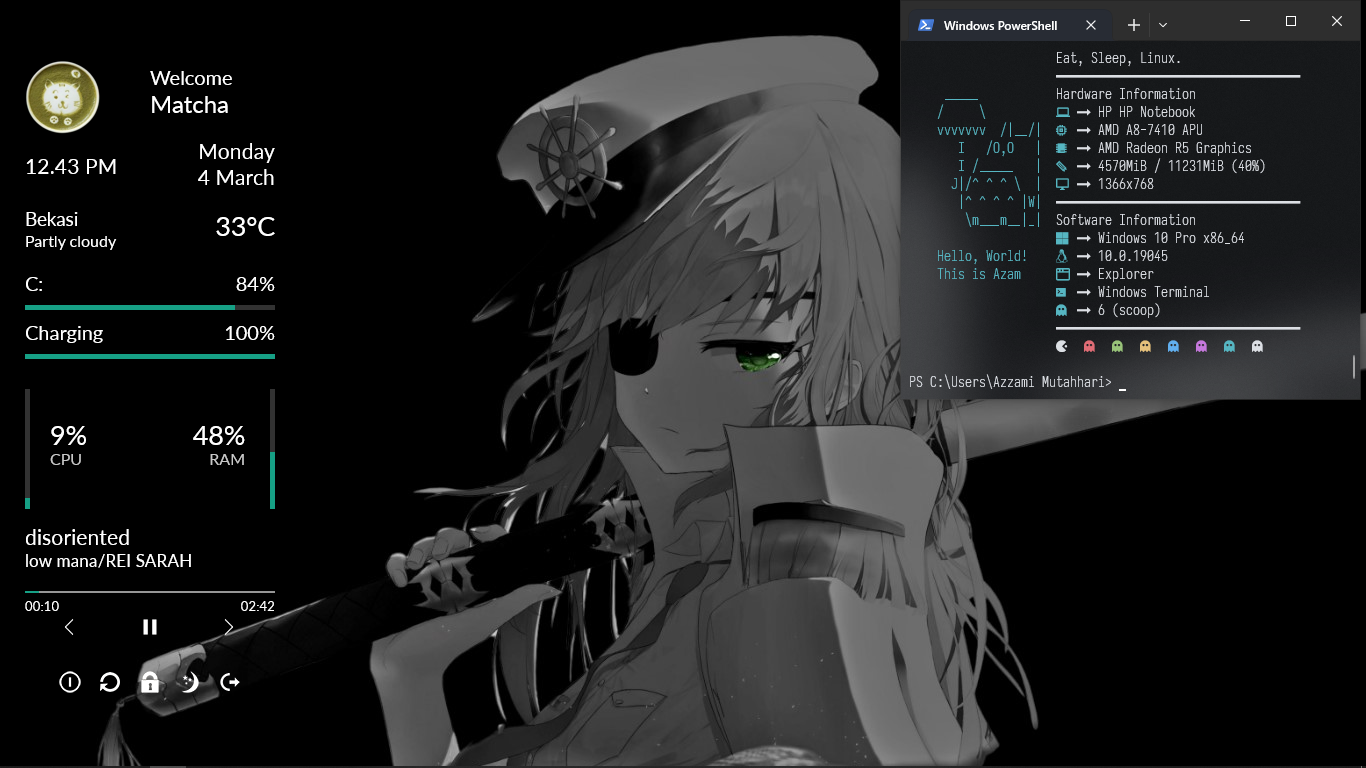 Welcome
Matcha
12.43 PM
Monday
4 March
Bekasi
Partly cloudy
33°C
C:
84%
Charging
100%
9%
CPU
48%
RAM
disoriented
low mana/REI SARAH
00:10
02:42
Windows PowerShell
Eat, Sleep, Linux.
Hardware Information
HP HP Notebook
AMD A8-7410 APU
AMD Radeon R5 Graphics
4570MiB / 11231MiB (40%)
1366x768
Software Information
Windows 10 Pro x86_64
10.0.19045
Explorer
Windows Terminal
6 (scoop)
Hello, World!
This is Azam
PS C:\Users\Azzami Mutahhari> _